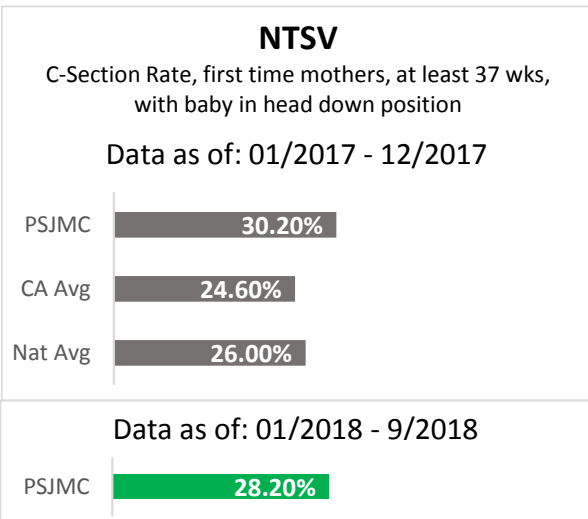 NTSV
C-Section Rate, first time mothers, at least 37 wks,
with baby in head down position
Data as of: 01/2017 - 12/2017
PSJMC 30.20%
CA Avg 24.60%
Nat Avg 26.00%
Data as of: 01/2018 - 9/2018
PSJMC 28.20%